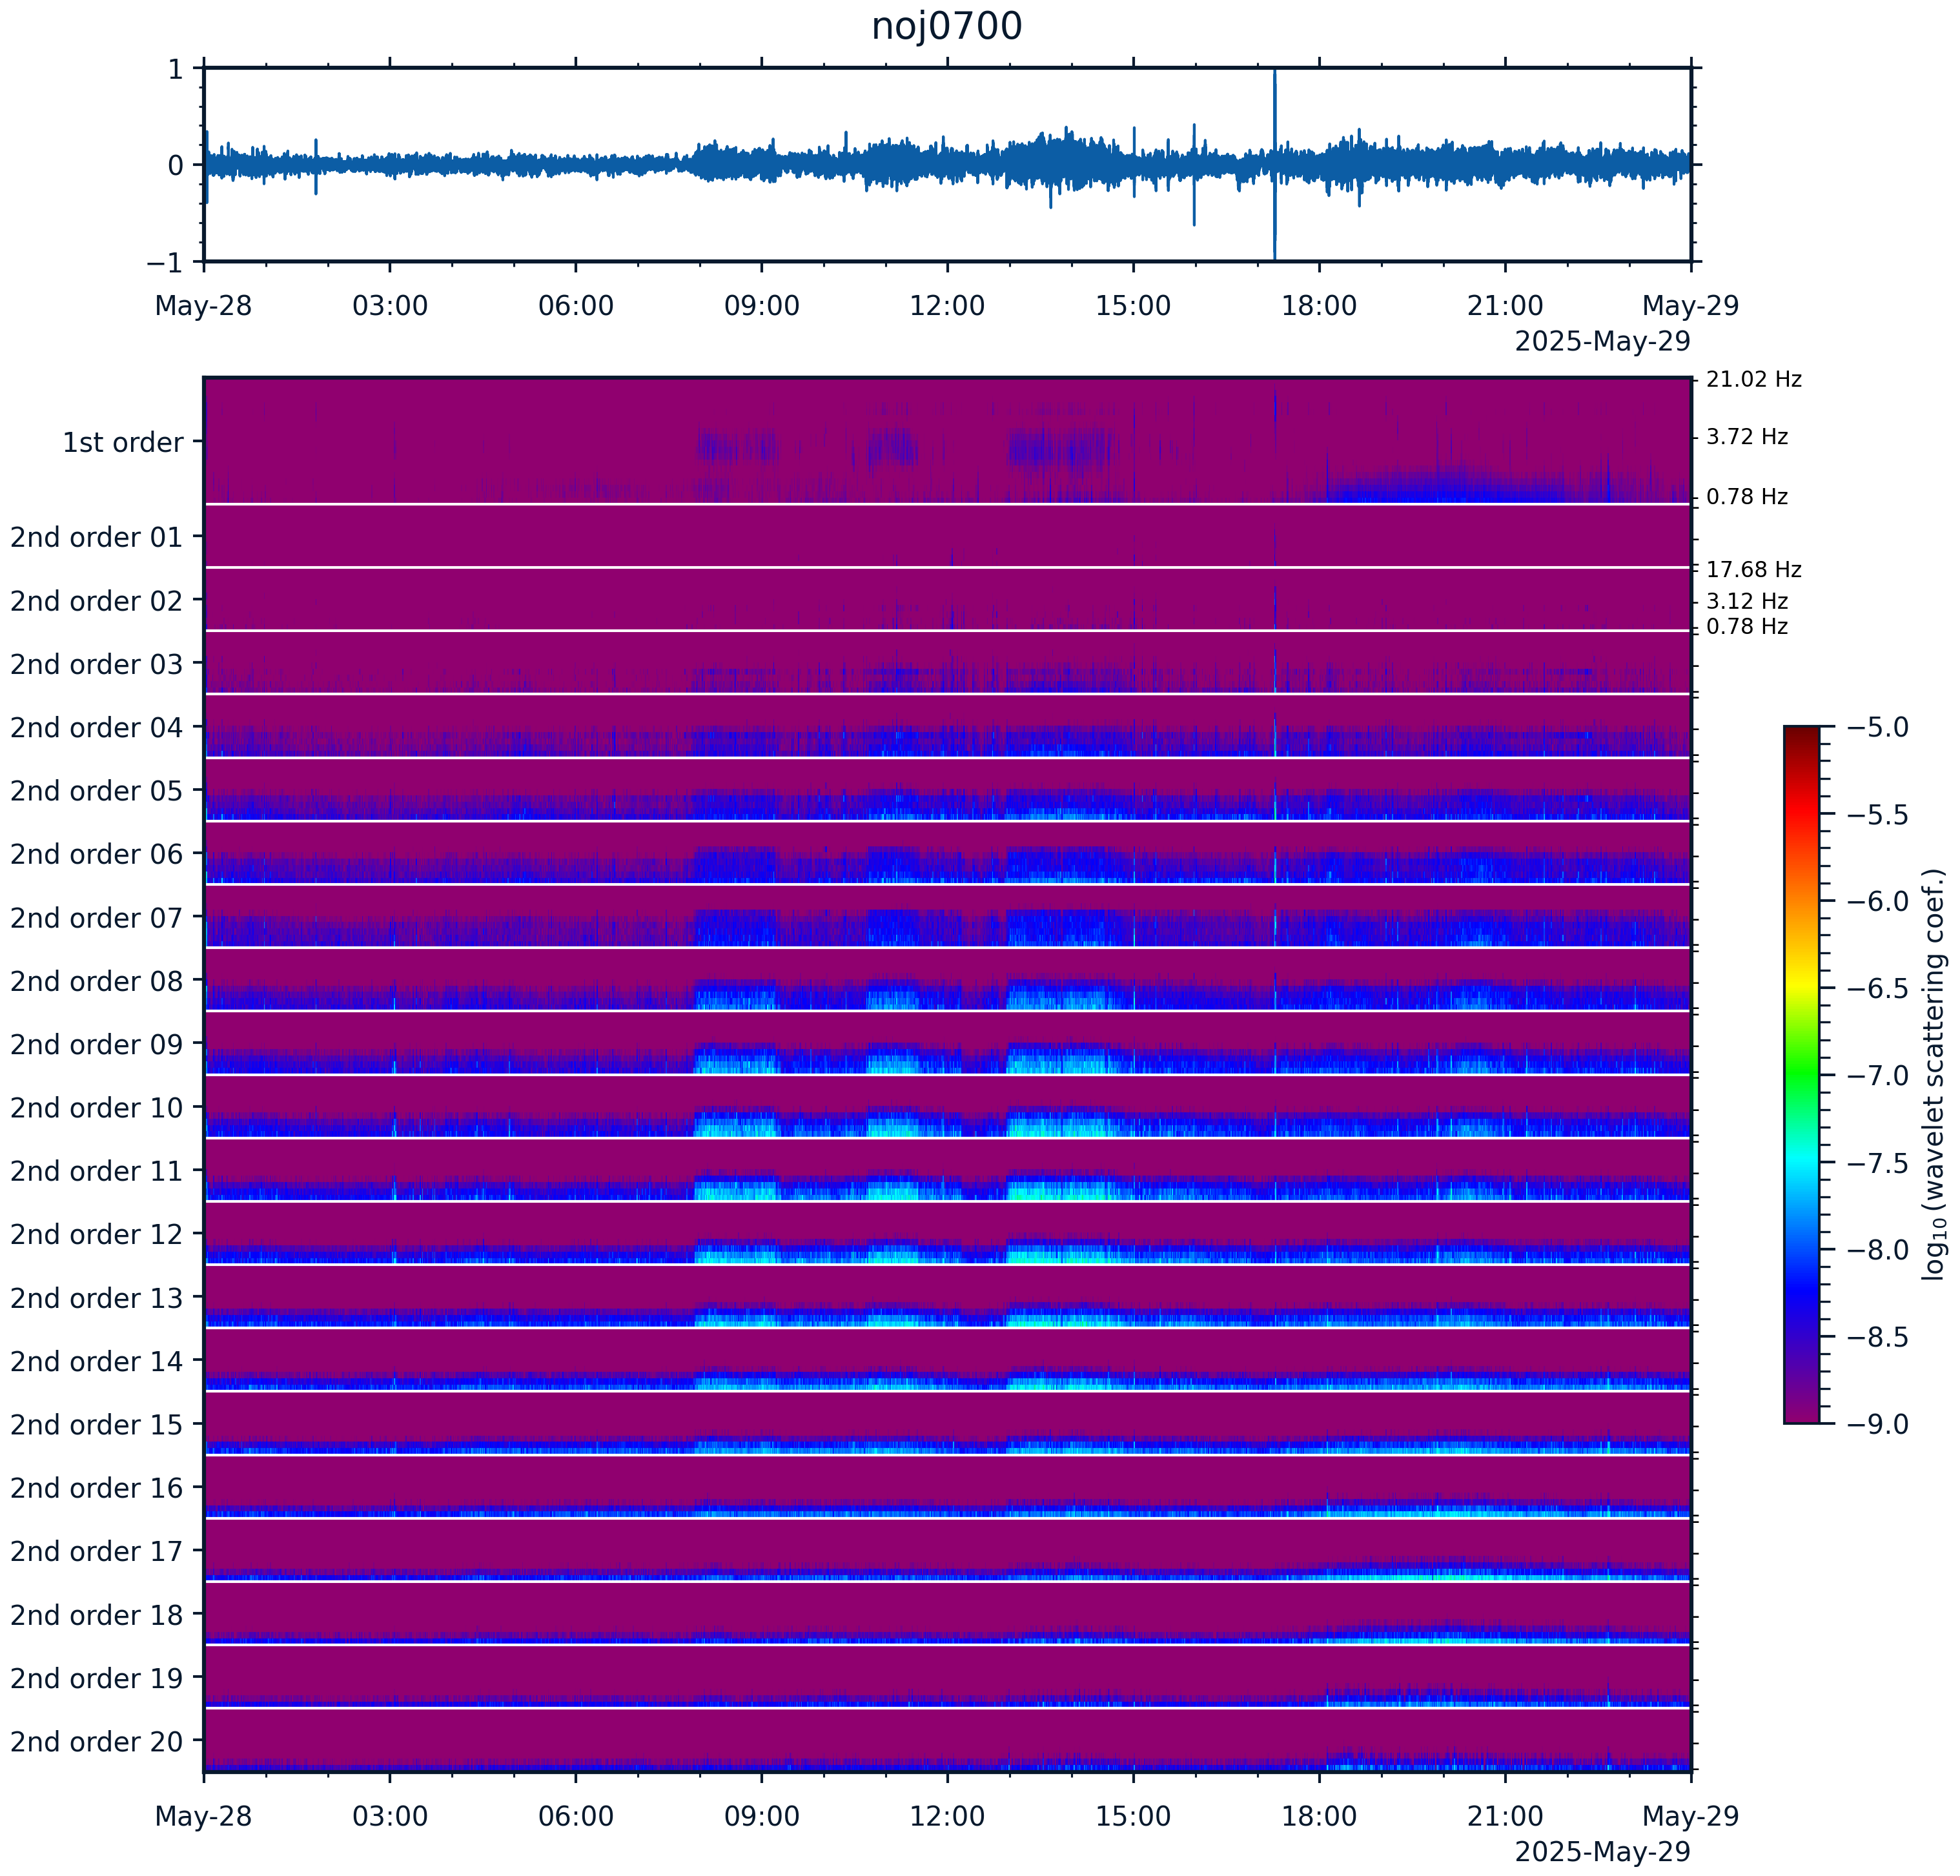 noj0700
1
0
−1
May-28 03:00 06:00 09:00 12:00 15:00 18:00 21:00 May-29
2025-May-29
21.02 Hz
1st order
3.72 Hz
0.78 Hz
2nd order 01
17.68 Hz
2nd order 02
3.12 Hz
0.78 Hz
2nd order 03
2nd order 04
2nd order 05
2nd order 06
2nd order 07
2nd order 08
2nd order 09
2nd order 10
2nd order 11
2nd order 12
2nd order 13
2nd order 14
2nd order 15
2nd order 16
2nd order 17
2nd order 18
2nd order 19
2nd order 20
May-28 03:00 06:00 09:00 12:00 15:00 18:00 21:00 May-29
2025-May-29
−5.0
−5.5
−6.0
−6.5
−7.0
−7.5
−8.0
−8.5
−9.0
log₁₀(wavelet scattering coef.)